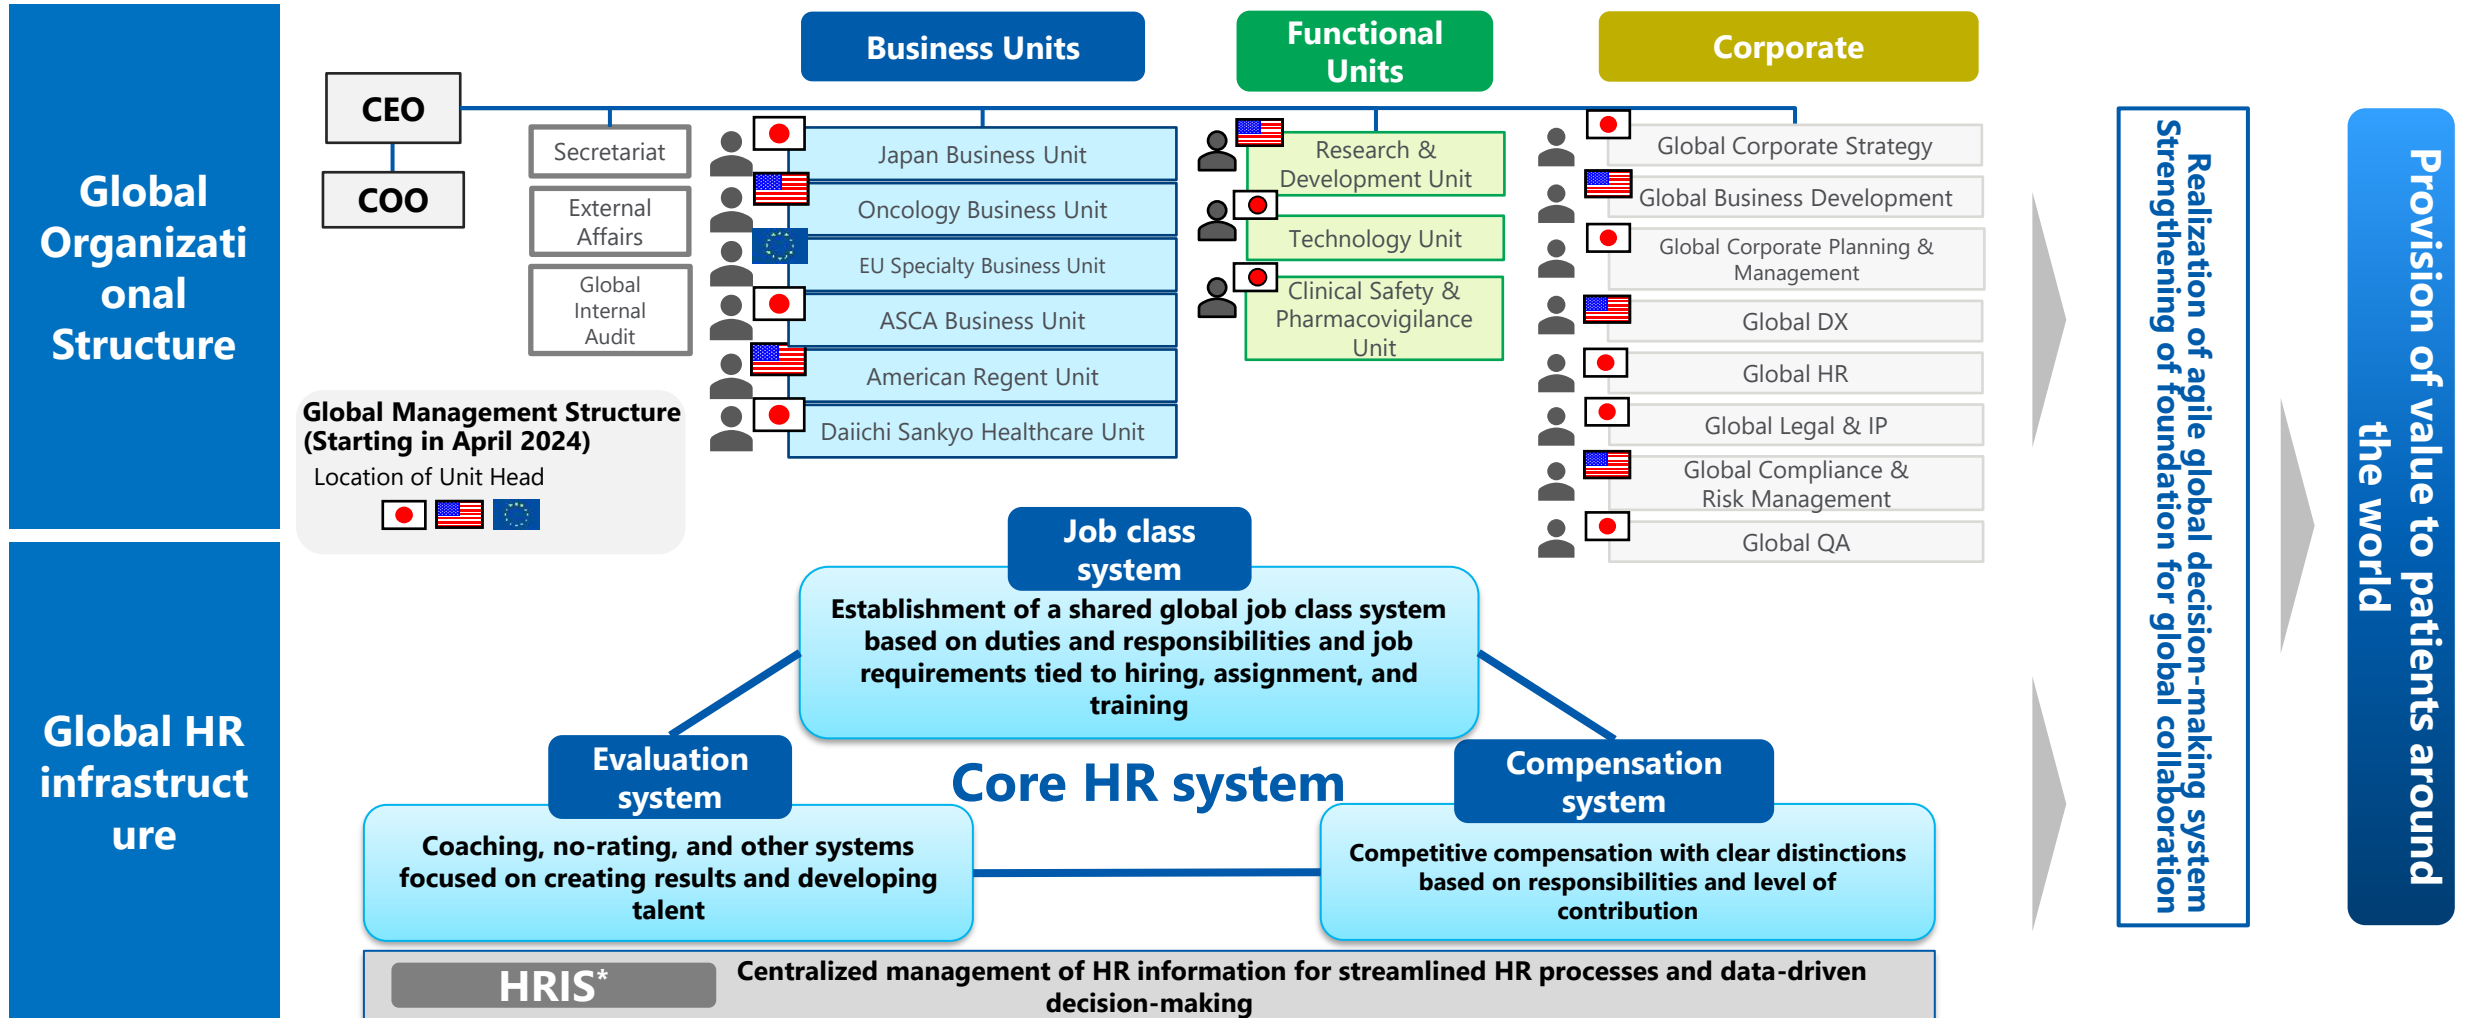 Global
Organizati
onal
Structure
CEO
COO
Secretariat
External
Affairs
Global
Internal
Audit
Global Management Structure
(Starting in April 2024)
Location of Unit Head
Business Units
Japan Business Unit
Oncology Business Unit
EU Specialty Business Unit
ASCA Business Unit
American Regent Unit
Daiichi Sankyo Healthcare Unit
Functional
Units
Research &
Development Unit
Technology Unit
Clinical Safety &
Pharmacovigilance
Unit
Corporate
Global Corporate Strategy
Global Business Development
Global Corporate Planning &
Management
Global DX
Global HR
Global Legal & IP
Global Compliance &
Risk Management
Global QA
Global HR
infrastruct
ure
Job class
system
Establishment of a shared global job class system
based on duties and responsibilities and job
requirements tied to hiring, assignment, and
training
Evaluation
system
Coaching, no-rating, and other systems
focused on creating results and developing
talent
Core HR system
Compensation
system
Competitive compensation with clear distinctions
based on responsibilities and level of
contribution
HRIS*
Centralized management of HR information for streamlined HR processes and data-driven
decision-making
Realization of agile global decision-making system
Strengthening of foundation for global collaboration
Provision of value to patients around
the world